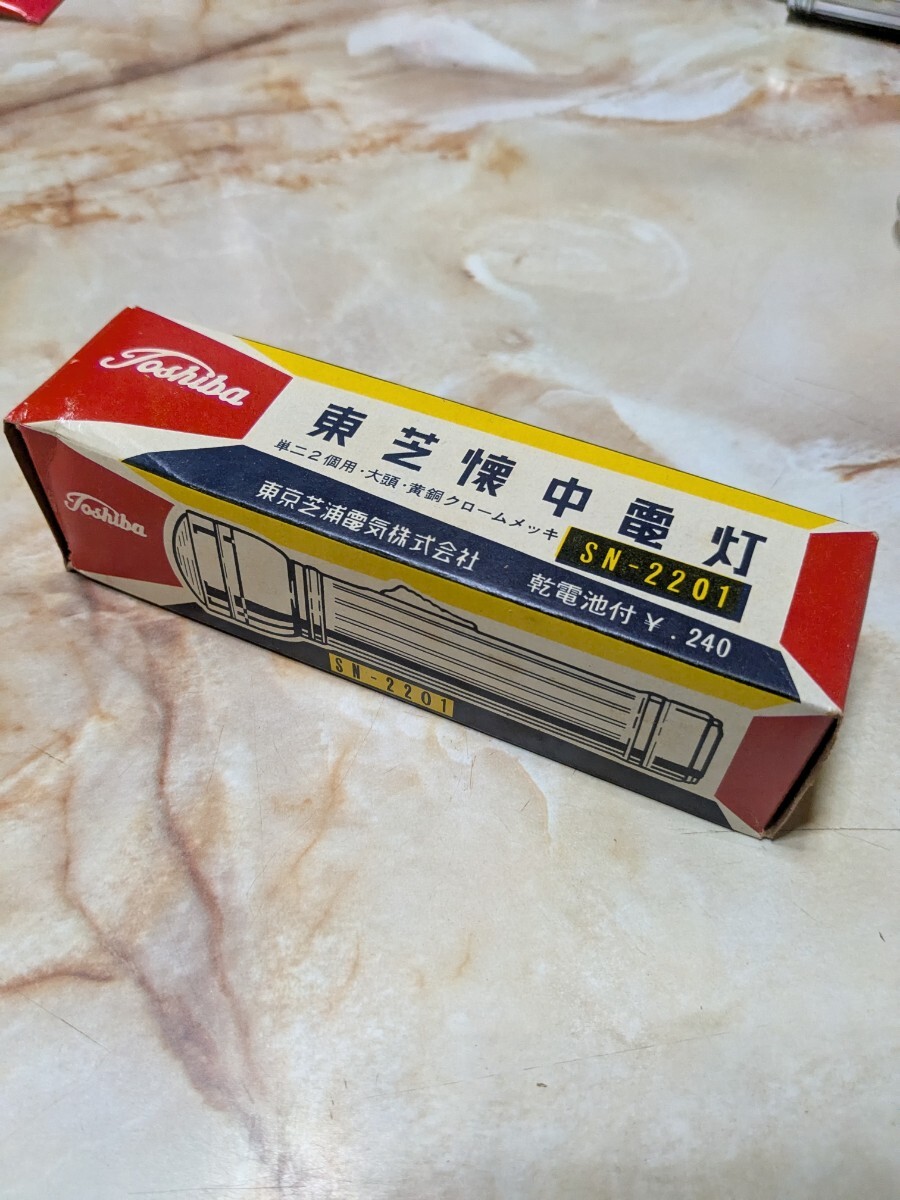 Toshiba
東芝懐中電灯
単二2個用・大頭・黄銅クロームメッキ
SN-2201
東京芝浦電気株式会社 乾電池付 ¥.240
Toshiba
SN-2201